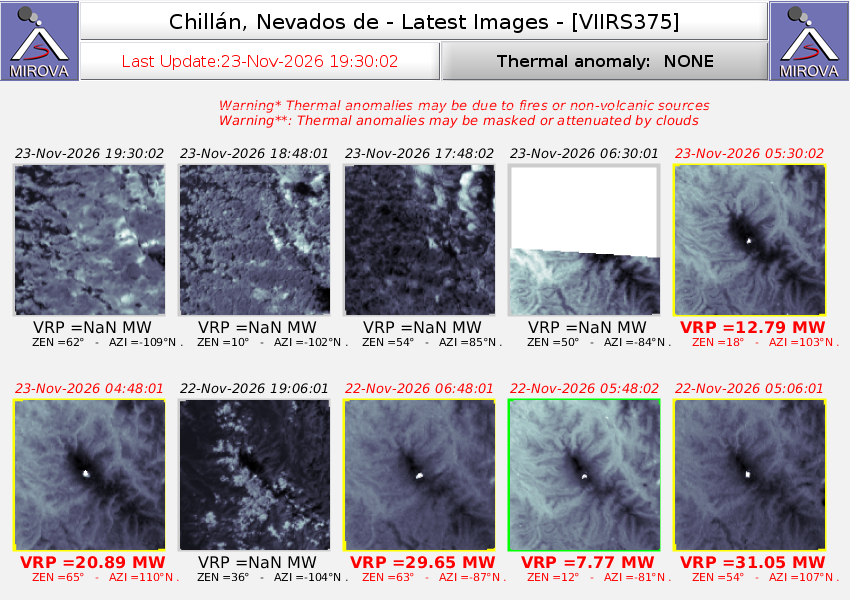 Chillán, Nevados de - Latest Images - [VIIRS375]
MIROVA
Last Update:23-Nov-2026 19:30:02
Thermal anomaly: NONE
MIROVA
Warning* Thermal anomalies may be due to fires or non-volcanic sources
Warning**: Thermal anomalies may be masked or attenuated by clouds
23-Nov-2026 19:30:02
23-Nov-2026 18:48:01
23-Nov-2026 17:48:02
23-Nov-2026 06:30:01
23-Nov-2026 05:30:02
VRP =NaN MW
VRP =NaN MW
VRP =NaN MW
VRP =NaN MW
VRP =12.79 MW
ZEN =62° - AZI =-109°N .
ZEN =10° - AZI =-102°N .
ZEN =54° - AZI =85°N .
ZEN =50° - AZI =-84°N .
ZEN =18° - AZI =103°N .
23-Nov-2026 04:48:01
22-Nov-2026 19:06:01
22-Nov-2026 06:48:01
22-Nov-2026 05:48:02
22-Nov-2026 05:06:01
VRP =20.89 MW
VRP =NaN MW
VRP =29.65 MW
VRP =7.77 MW
VRP =31.05 MW
ZEN =65° - AZI =110°N .
ZEN =36° - AZI =-104°N .
ZEN =63° - AZI =-87°N .
ZEN =12° - AZI =-81°N .
ZEN =54° - AZI =107°N .